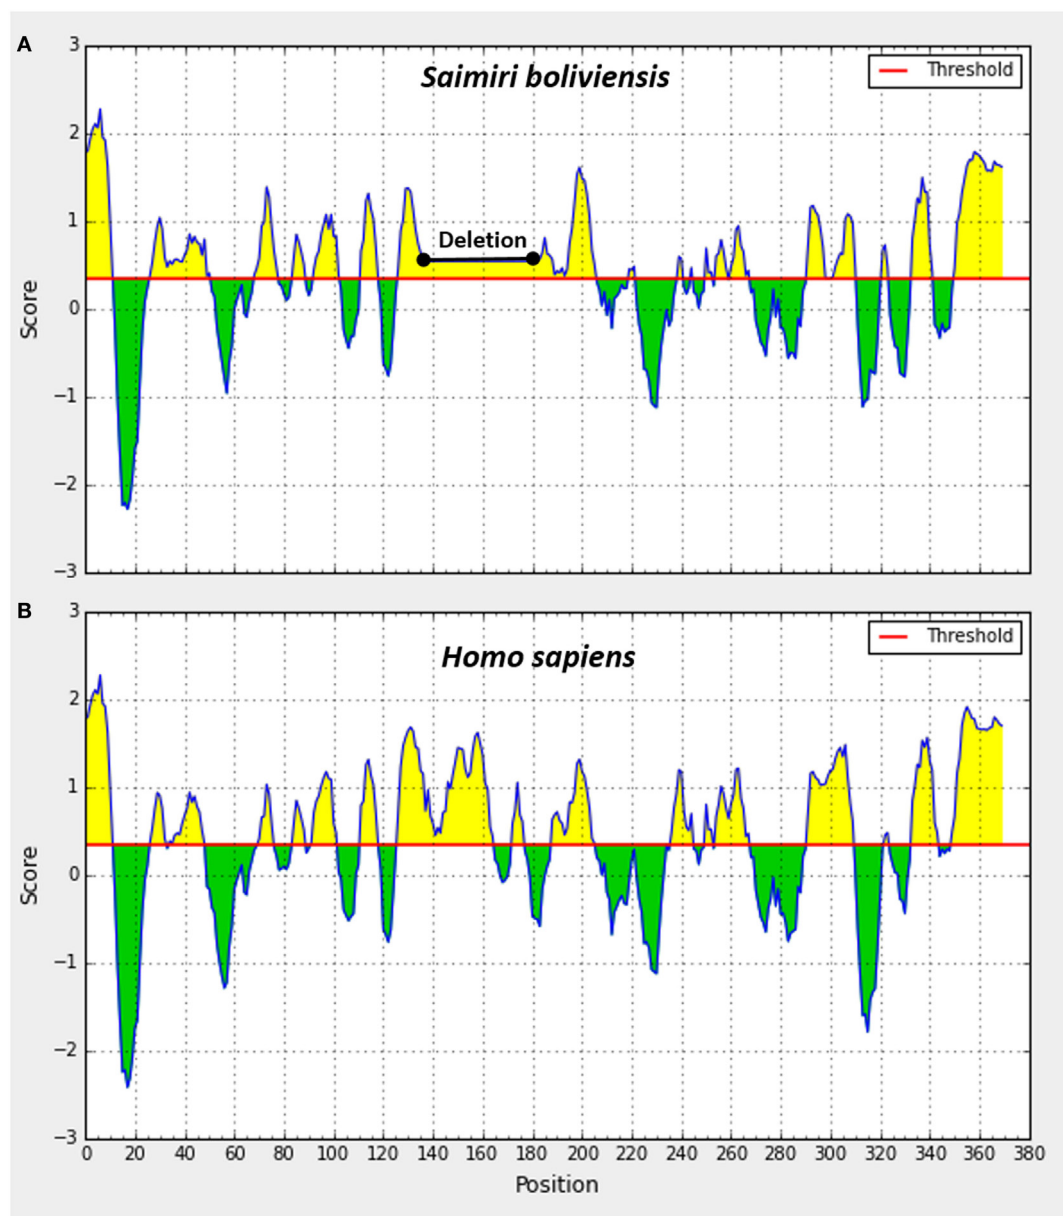 A
3
Saimiri boliviensis
Threshold
2
1
Deletion
0
−1
−2
−3
Score
B
3
Homo sapiens
Threshold
2
1
0
−1
−2
−3
Score
0 20 40 60 80 100 120 140 160 180 200 220 240 260 280 300 320 340 360 380
Position